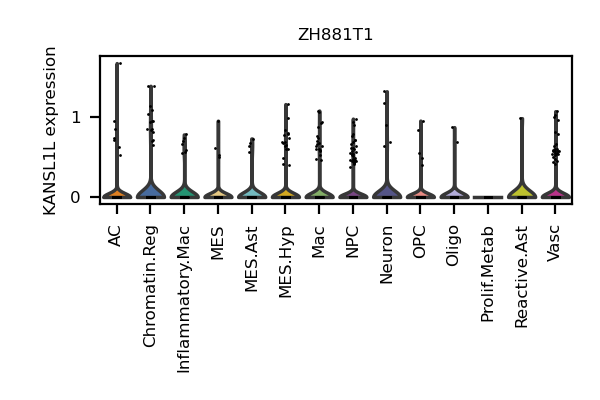 ZH881T1
KANSL1L expression
1
0
AC
Chromatin.Reg
Inflammatory.Mac
MES
MES.Ast
MES.Hyp
Mac
NPC
Neuron
OPC
Oligo
Prolif.Metab
Reactive.Ast
Vasc